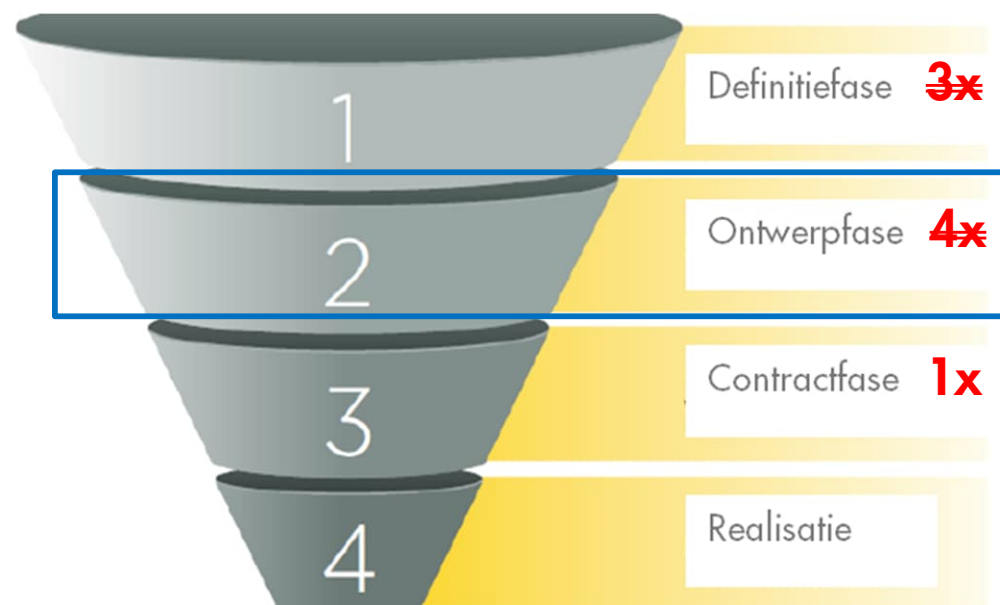 1
Definitiefase 3x
2
Ontwerpfase 4x
3
Contractfase 1x
4
Realisatie